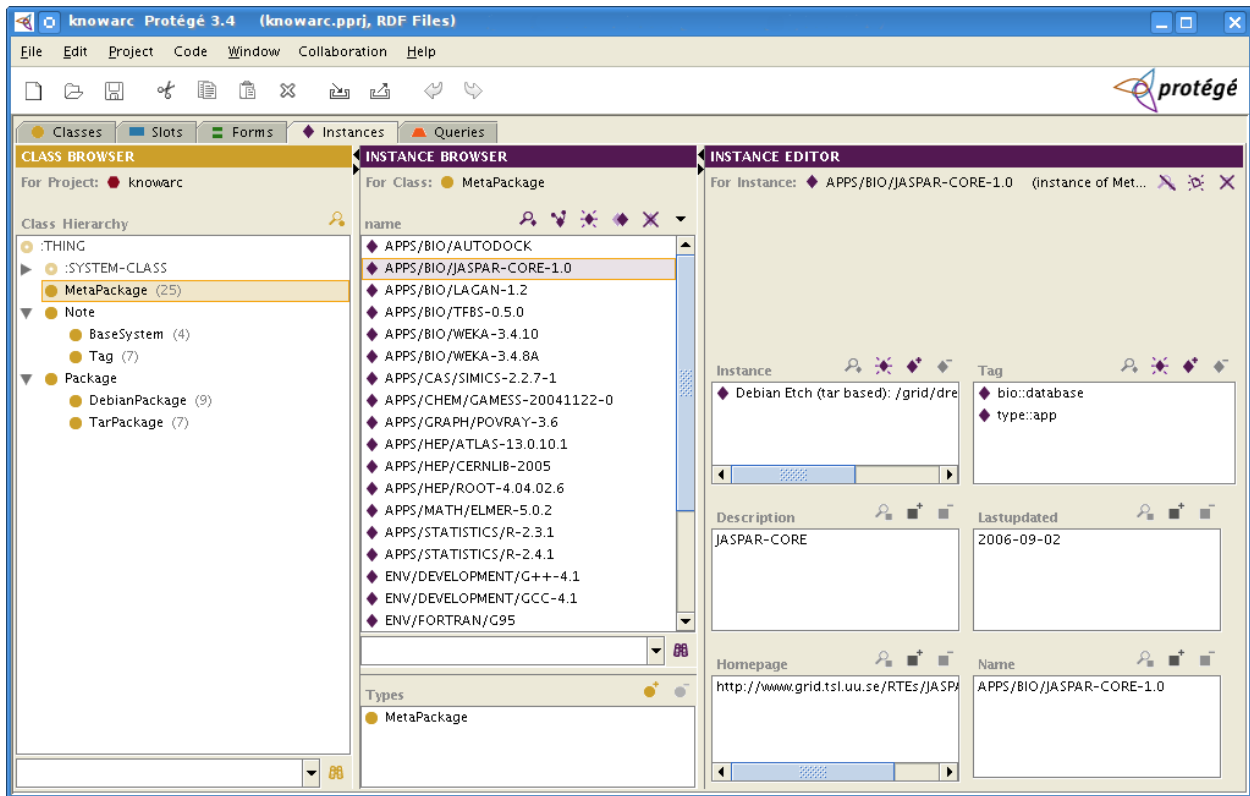 knowarc Protégé 3.4 (knowarc.pprj, RDF Files)
File Edit Project Code Window Collaboration Help
protégé
Classes Slots Forms Instances Queries
CLASS BROWSER
For Project: knowarc
Class Hierarchy
:THING
:SYSTEM-CLASS
MetaPackage (25)
Note
BaseSystem (4)
Tag (7)
Package
DebianPackage (9)
TarPackage (7)
INSTANCE BROWSER
For Class: MetaPackage
name
APPS/BIO/AUTODOCK
APPS/BIO/JASPAR-CORE-1.0
APPS/BIO/LAGAN-1.2
APPS/BIO/TFBS-0.5.0
APPS/BIO/WEKA-3.4.10
APPS/BIO/WEKA-3.4.8A
APPS/CAS/SIMICS-2.2.7-1
APPS/CHEM/GAMESS-20041122-0
APPS/GRAPH/POVRAY-3.6
APPS/HEP/ATLAS-13.0.10.1
APPS/HEP/CERNLIB-2005
APPS/HEP/ROOT-4.04.02.6
APPS/MATH/ELMER-5.0.2
APPS/STATISTICS/R-2.3.1
APPS/STATISTICS/R-2.4.1
ENV/DEVELOPMENT/G++-4.1
ENV/DEVELOPMENT/GCC-4.1
ENV/FORTRAN/G95
Types
MetaPackage
INSTANCE EDITOR
For Instance: APPS/BIO/JASPAR-CORE-1.0 (instance of Met...
Instance
Debian Etch (tar based): /grid/dre
Tag
bio::database
type::app
Description
JASPAR-CORE
Lastupdated
2006-09-02
Homepage
http://www.grid.tsl.uu.se/RTEs/JASPA
Name
APPS/BIO/JASPAR-CORE-1.0